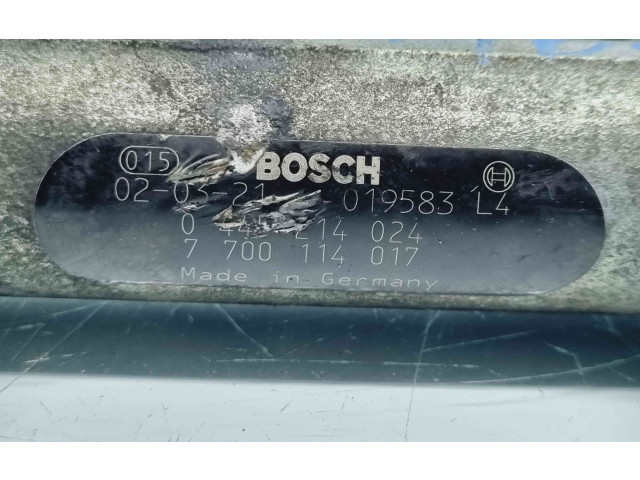 015 BOSCH
02-03-21 019583 L4
0 214 024
7 700 114 017
Made in Germany